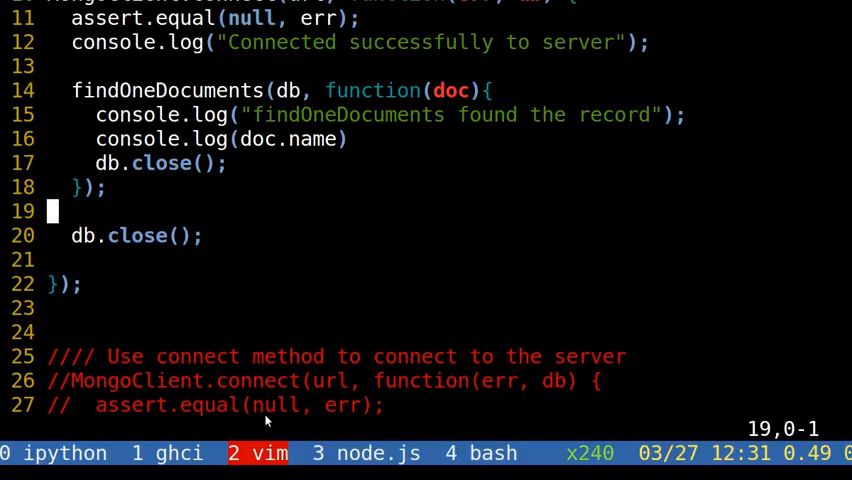 11   assert.equal(null, err);
12   console.log("Connected successfully to server");
13
14   findOneDocuments(db, function(doc){
15     console.log("findOneDocuments found the record");
16     console.log(doc.name)
17     db.close();
18   });
19
20   db.close();
21
22 });
23
24
25 //// Use connect method to connect to the server
26 //MongoClient.connect(url, function(err, db) {
27 //  assert.equal(null, err);
19,0-1
0 ipython  1 ghci  2 vim  3 node.js  4 bash  x240  03/27 12:31 0.49 0